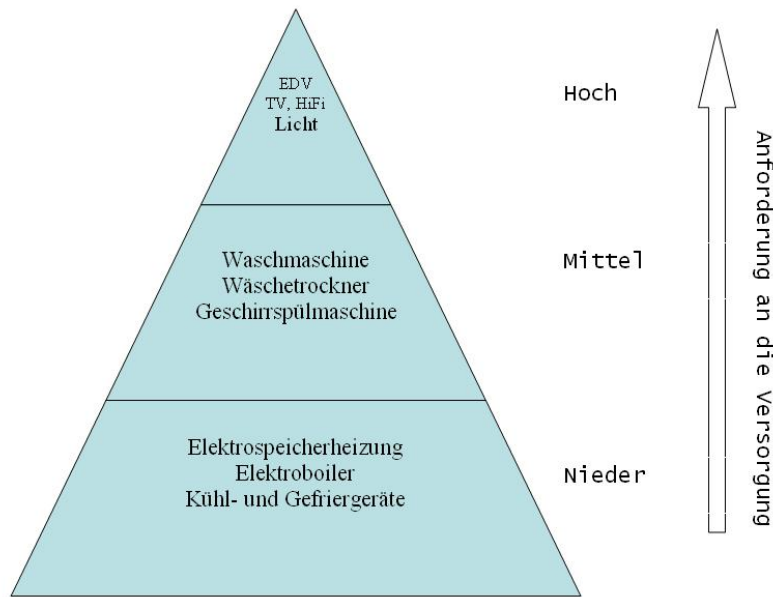 EDV
TV, HiFi
Licht
Hoch
Waschmaschine
Wäschetrockner
Geschirrspülmaschine
Mittel
Elektrospeicherheizung
Elektroboiler
Kühl- und Gefriergeräte
Nieder
Anforderung an die Versorgung